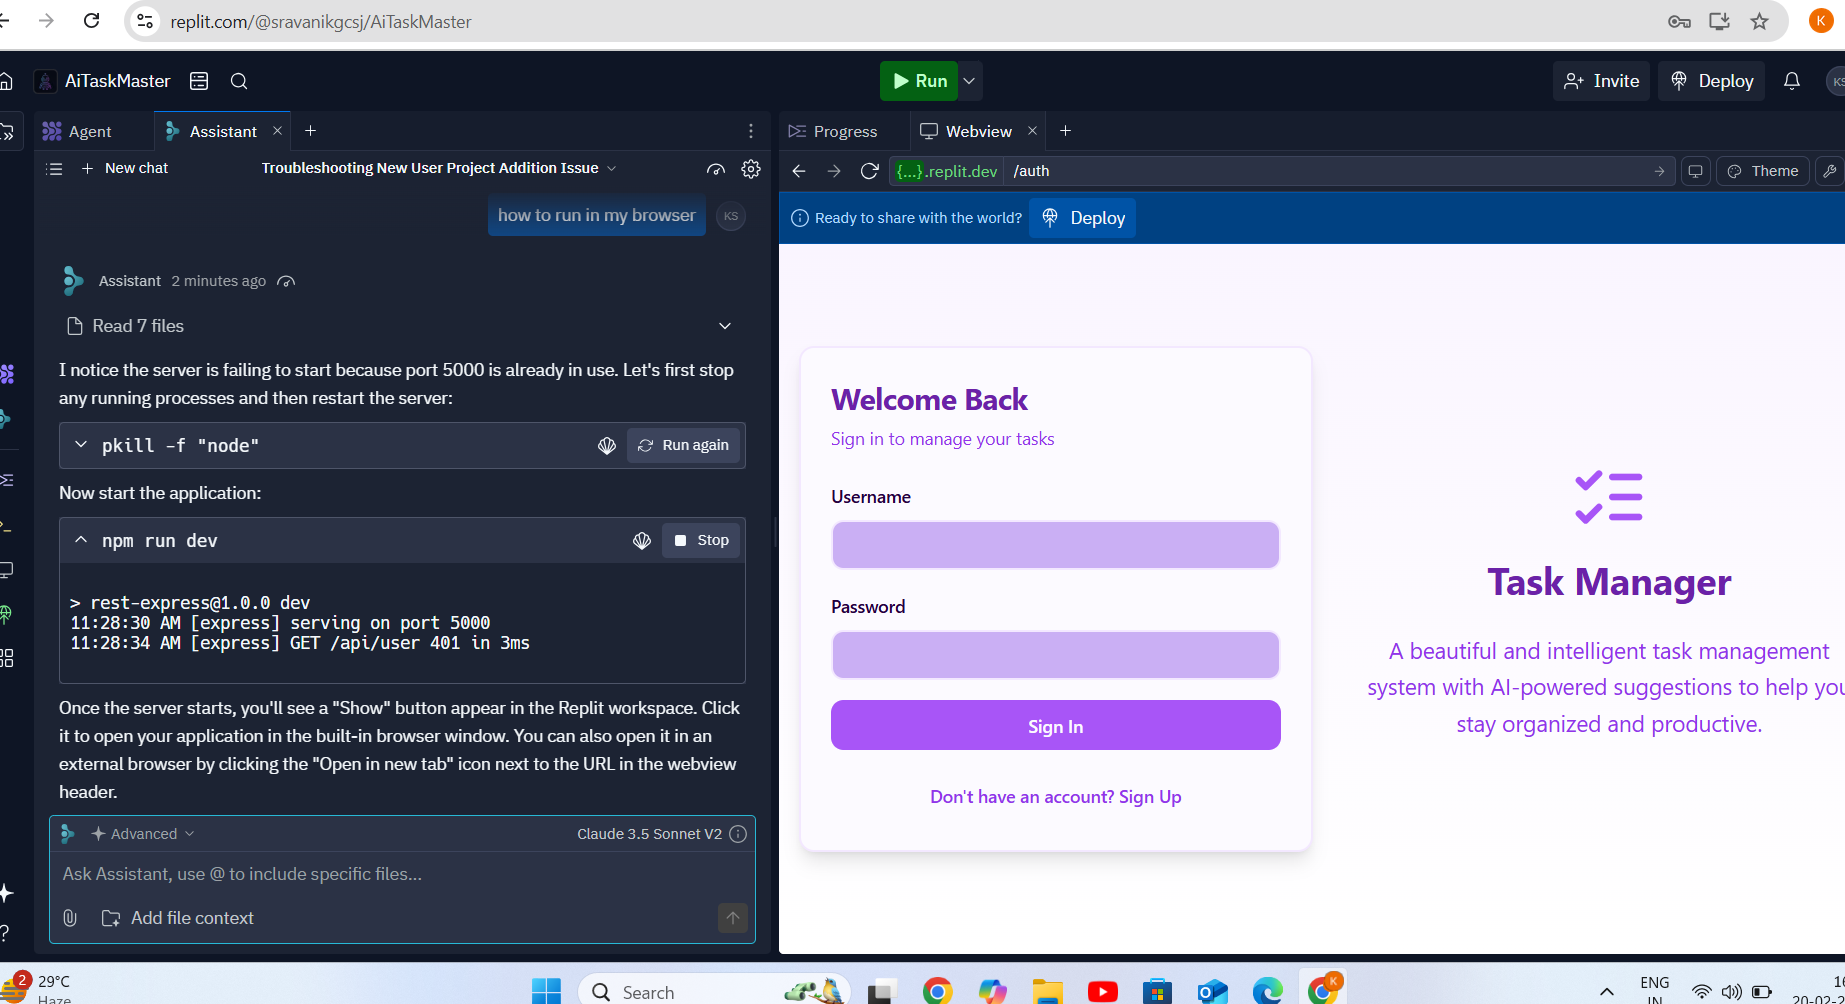 replit.com/@sravanikgcsj/AiTaskMaster
K
AiTaskMaster
Run
Invite
Deploy
KS
Agent
Assistant
Progress
Webview
New chat
Troubleshooting New User Project Addition Issue
{...}.replit.dev
/auth
Theme
how to run in my browser
KS
Ready to share with the world?
Deploy
Assistant 2 minutes ago
Read 7 files
I notice the server is failing to start because port 5000 is already in use. Let's first stop
any running processes and then restart the server:
pkill -f "node"
Run again
Now start the application:
npm run dev
Stop
> rest-express@1.0.0 dev
11:28:30 AM [express] serving on port 5000
11:28:34 AM [express] GET /api/user 401 in 3ms
Once the server starts, you'll see a "Show" button appear in the Replit workspace. Click
it to open your application in the built-in browser window. You can also open it in an
external browser by clicking the "Open in new tab" icon next to the URL in the webview
header.
Advanced
Claude 3.5 Sonnet V2
Ask Assistant, use @ to include specific files...
Add file context
Welcome Back
Sign in to manage your tasks
Username
Password
Sign In
Don't have an account? Sign Up
Task Manager
A beautiful and intelligent task management
system with AI-powered suggestions to help you
stay organized and productive.
2
29°C
Haze
Search
K
ENG
IN
20-02-2